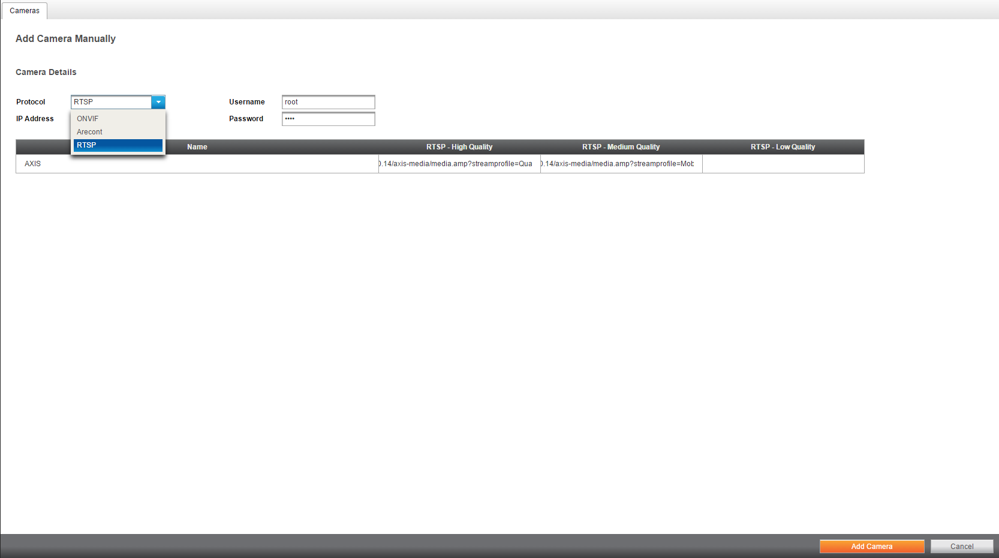 Cameras
Add Camera Manually
Camera Details
Protocol RTSP Username root
IP Address ONVIF Password ••••
Arecont
RTSP Name RTSP - High Quality RTSP - Medium Quality RTSP - Low Quality
AXIS 0.14/axis-media/media.amp?streamprofile=Qua 0.14/axis-media/media.amp?streamprofile=Mob
Add Camera Cancel